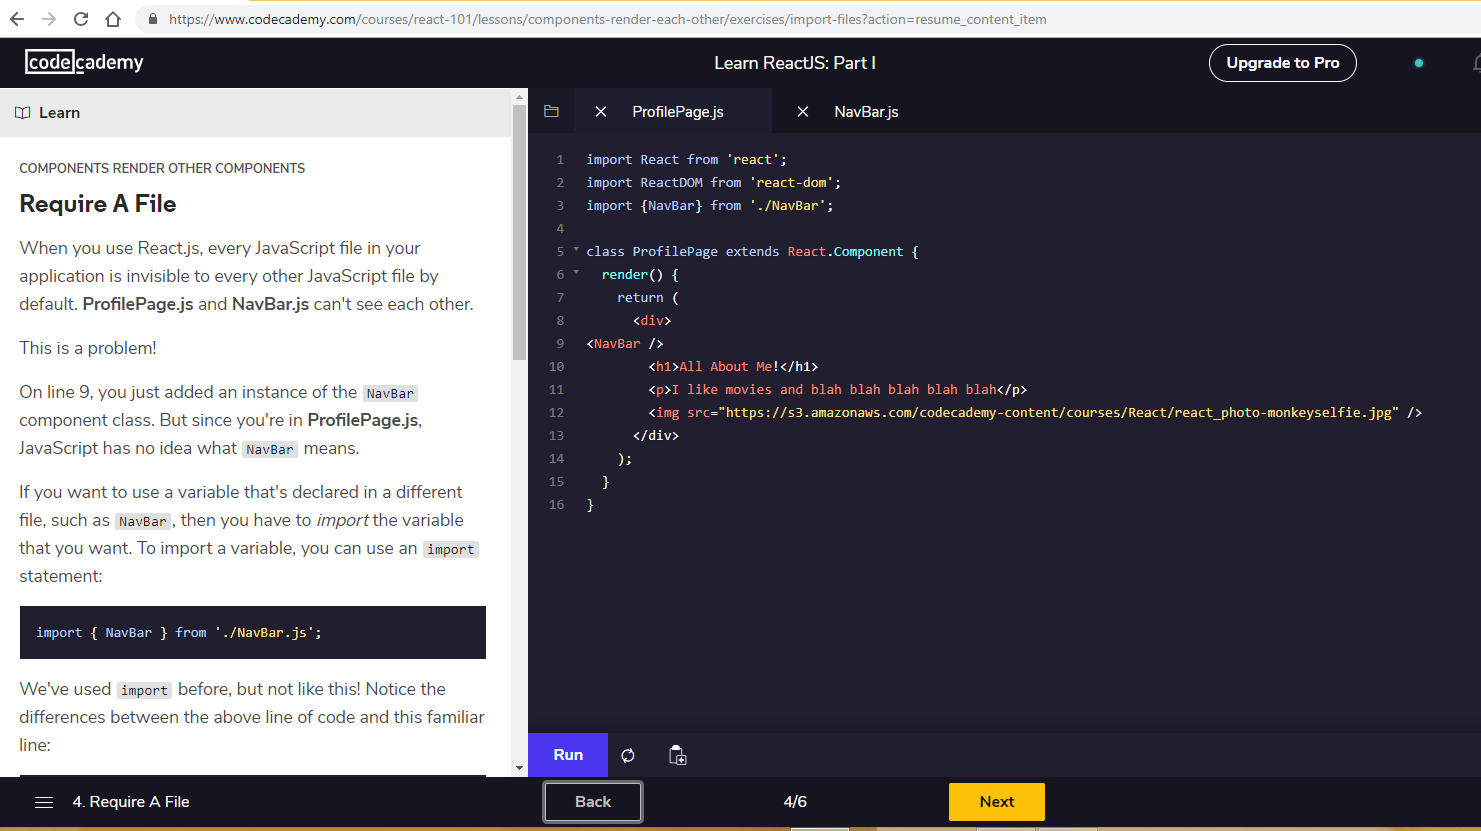 https://www.codecademy.com/courses/react-101/lessons/components-render-each-other/exercises/import-files?action=resume_content_item
codecademy
Learn ReactJS: Part I
Upgrade to Pro
Learn
COMPONENTS RENDER OTHER COMPONENTS
Require A File
When you use React.js, every JavaScript file in your
application is invisible to every other JavaScript file by
default. ProfilePage.js and NavBar.js can't see each other.
This is a problem!
On line 9, you just added an instance of the NavBar
component class. But since you're in ProfilePage.js,
JavaScript has no idea what NavBar means.
If you want to use a variable that's declared in a different
file, such as NavBar, then you have to import the variable
that you want. To import a variable, you can use an import
statement:
import { NavBar } from './NavBar.js';
We've used import before, but not like this! Notice the
differences between the above line of code and this familiar
line:
ProfilePage.js
NavBar.js
1 import React from 'react';
2 import ReactDOM from 'react-dom';
3 import {NavBar} from './NavBar';
4
5 class ProfilePage extends React.Component {
6 render() {
7 return (
8 <div>
9 <NavBar />
10 <h1>All About Me!</h1>
11 <p>I like movies and blah blah blah blah blah</p>
12 <img src="https://s3.amazonaws.com/codecademy-content/courses/React/react_photo-monkeyselfie.jpg" />
13 </div>
14 );
15 }
16 }
Run
4. Require A File
Back
4/6
Next